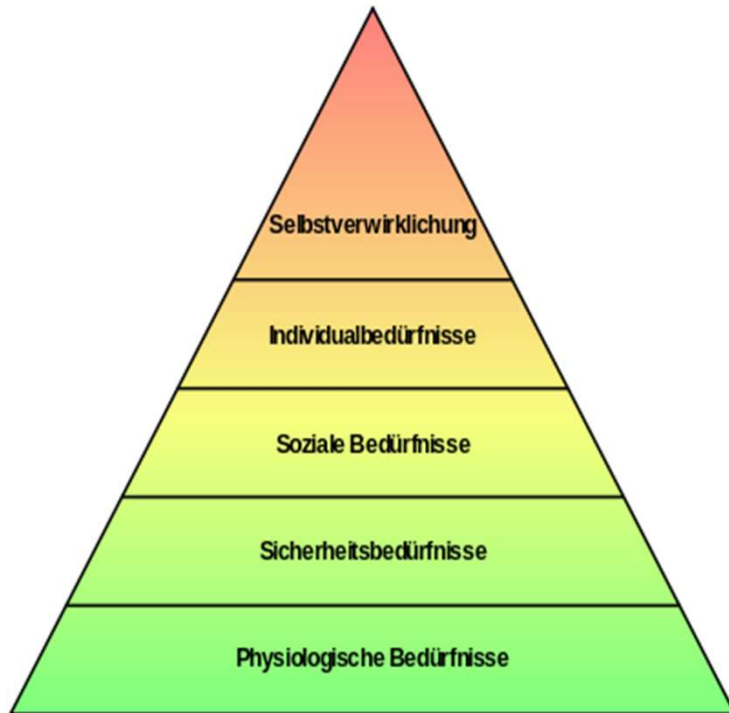 Selbstverwirklichung
Individualbedürfnisse
Soziale Bedürfnisse
Sicherheitsbedürfnisse
Physiologische Bedürfnisse